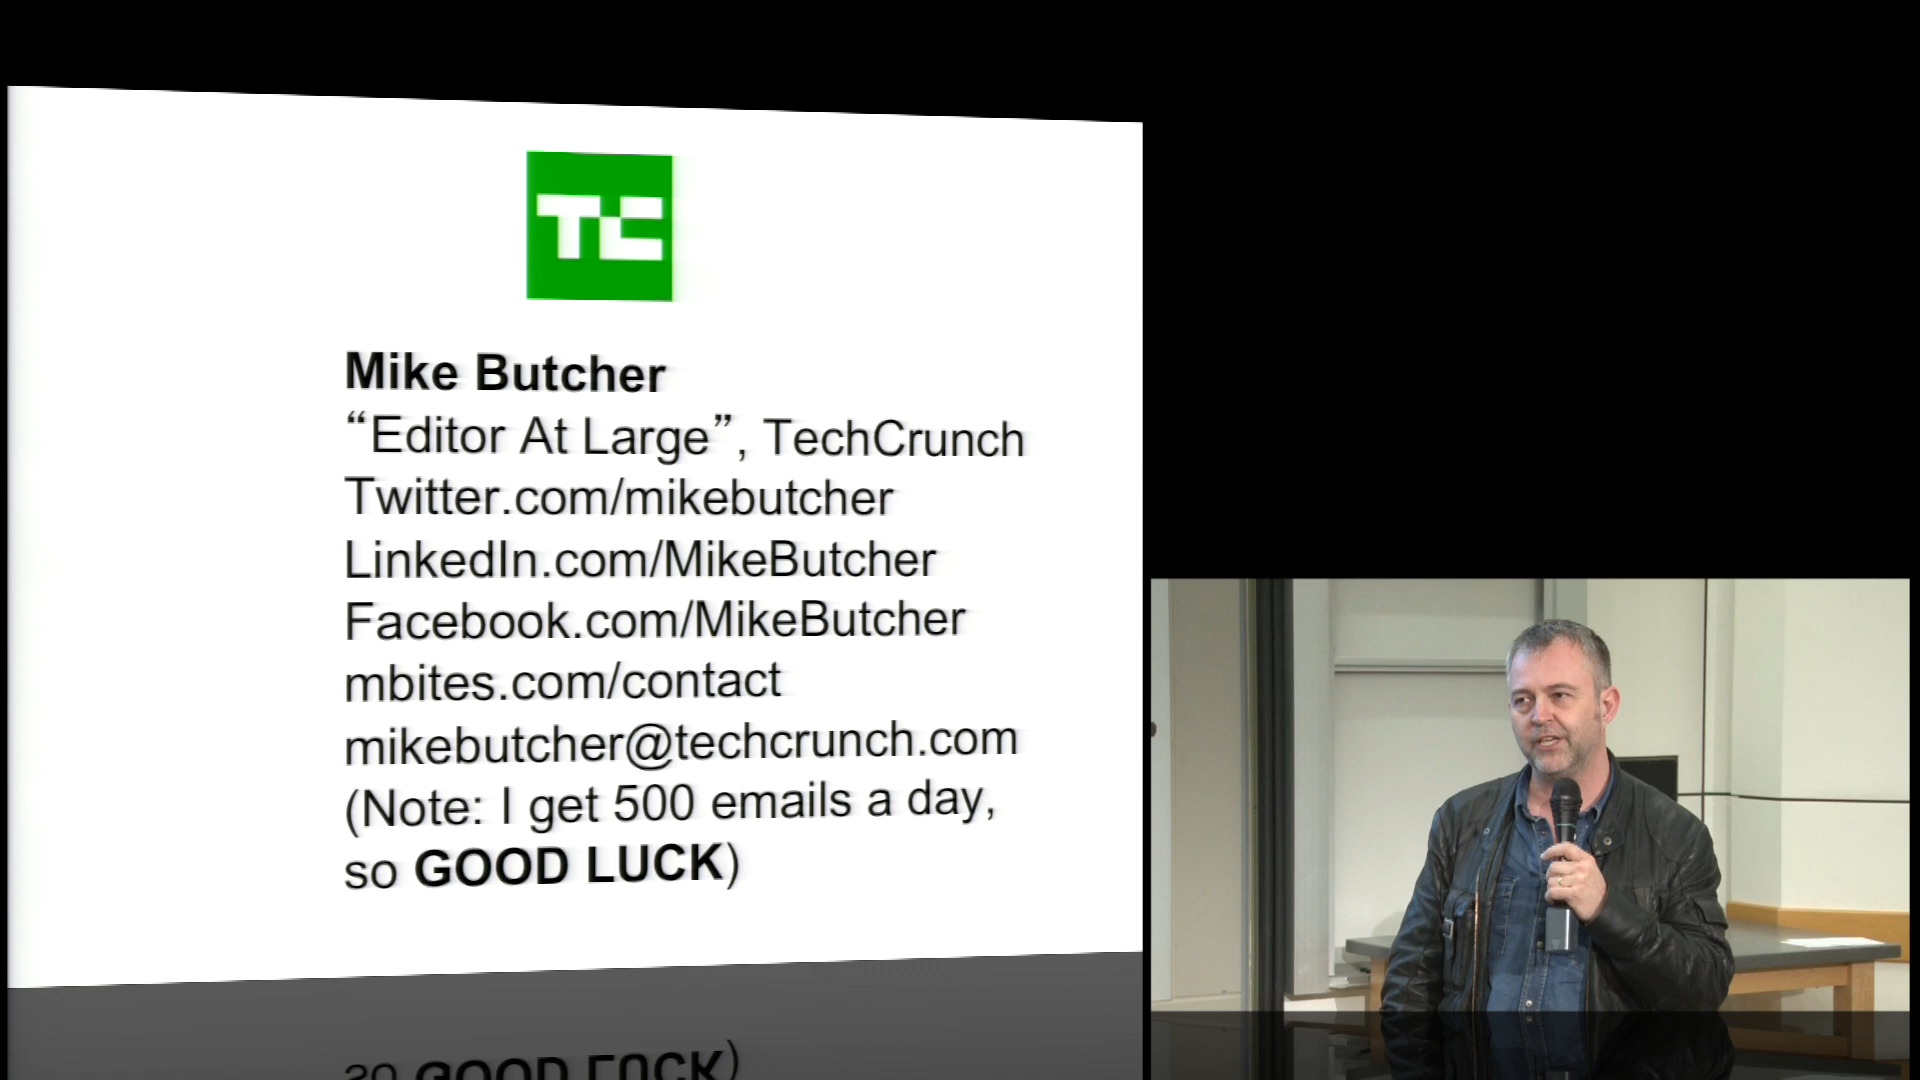 TC
Mike Butcher
“Editor At Large”, TechCrunch
Twitter.com/mikebutcher
LinkedIn.com/MikeButcher
Facebook.com/MikeButcher
mbites.com/contact
mikebutcher@techcrunch.com
(Note: I get 500 emails a day,
so GOOD LUCK)